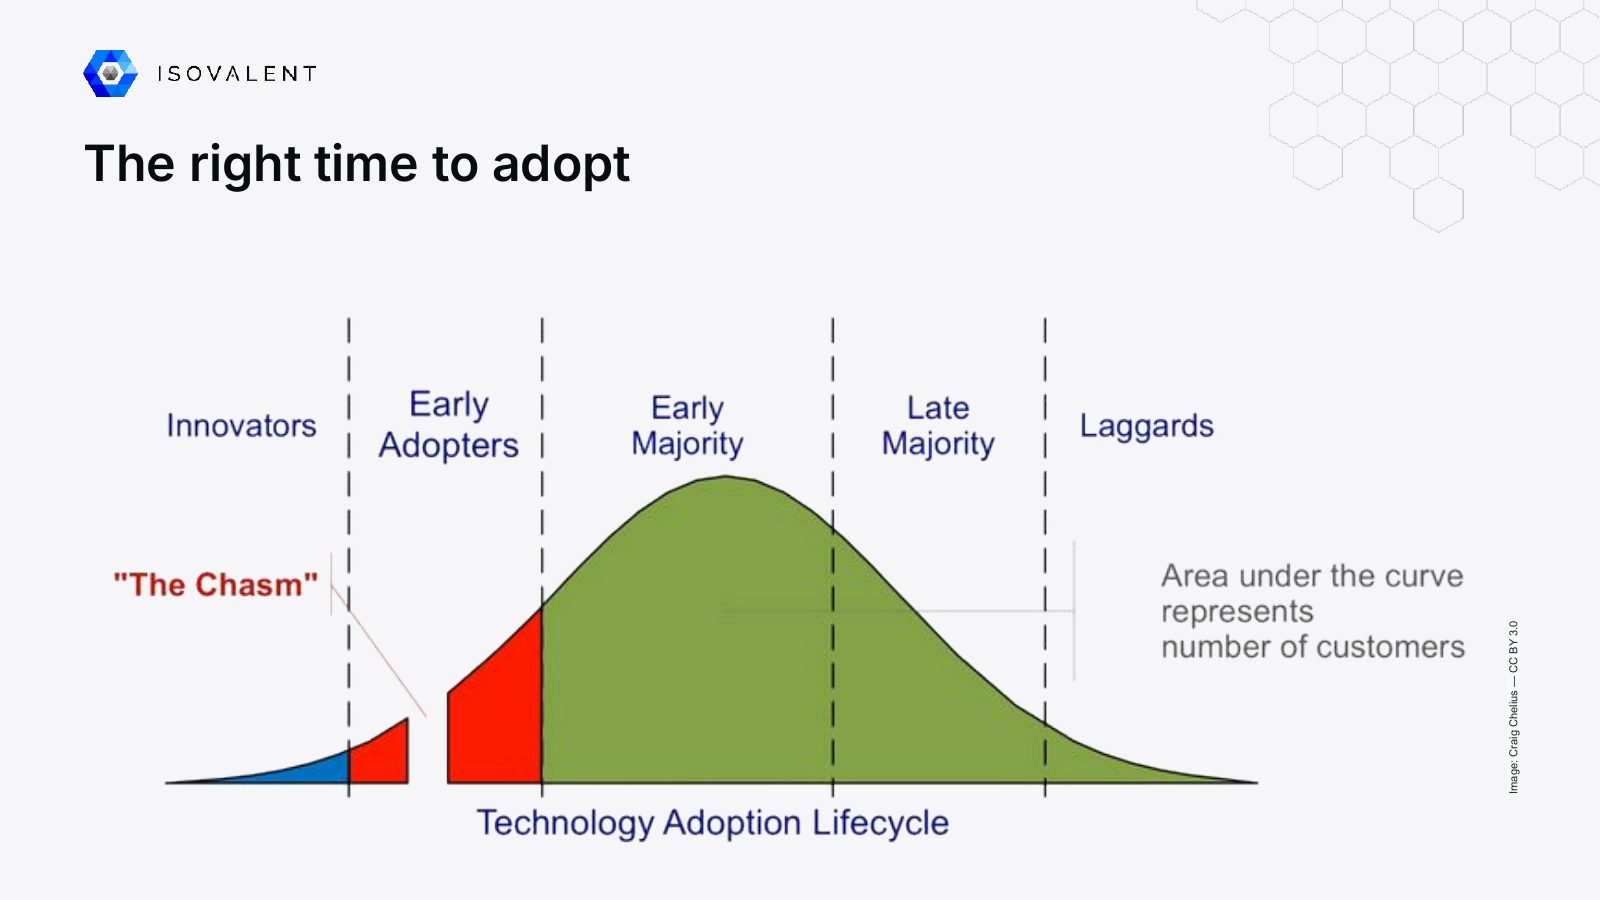 ISOVALENT
The right time to adopt
Innovators
Early
Adopters
Early
Majority
Late
Majority
Laggards
"The Chasm"
Area under the curve
represents
number of customers
Technology Adoption Lifecycle
Image: Craig Chelius — CC BY 3.0